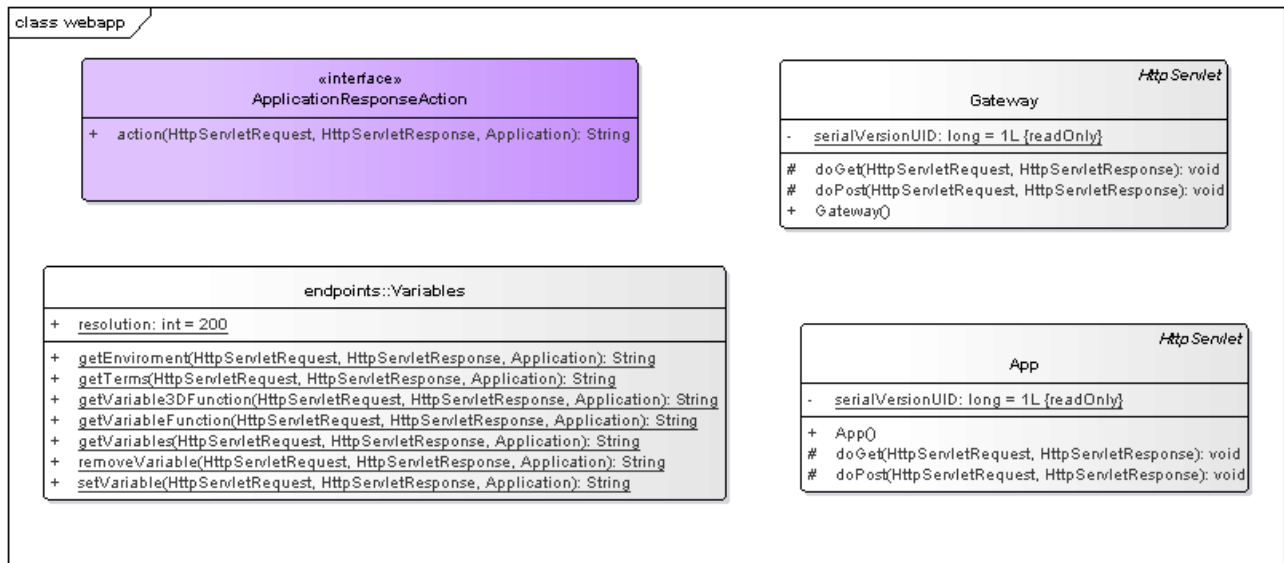 class webapp
«interface»
ApplicationResponseAction
+ action(HttpServletRequest, HttpServletResponse, Application): String
HttpServlet
Gateway
- serialVersionUID: long = 1L {readOnly}
# doGet(HttpServletRequest, HttpServletResponse): void
# doPost(HttpServletRequest, HttpServletResponse): void
+ Gateway()
endpoints::Variables
+ resolution: int = 200
+ getEnviroment(HttpServletRequest, HttpServletResponse, Application): String
+ getTerms(HttpServletRequest, HttpServletResponse, Application): String
+ getVariable3DFunction(HttpServletRequest, HttpServletResponse, Application): String
+ getVariableFunction(HttpServletRequest, HttpServletResponse, Application): String
+ getVariables(HttpServletRequest, HttpServletResponse, Application): String
+ removeVariable(HttpServletRequest, HttpServletResponse, Application): String
+ setVariable(HttpServletRequest, HttpServletResponse, Application): String
HttpServlet
App
- serialVersionUID: long = 1L {readOnly}
+ App()
# doGet(HttpServletRequest, HttpServletResponse): void
# doPost(HttpServletRequest, HttpServletResponse): void